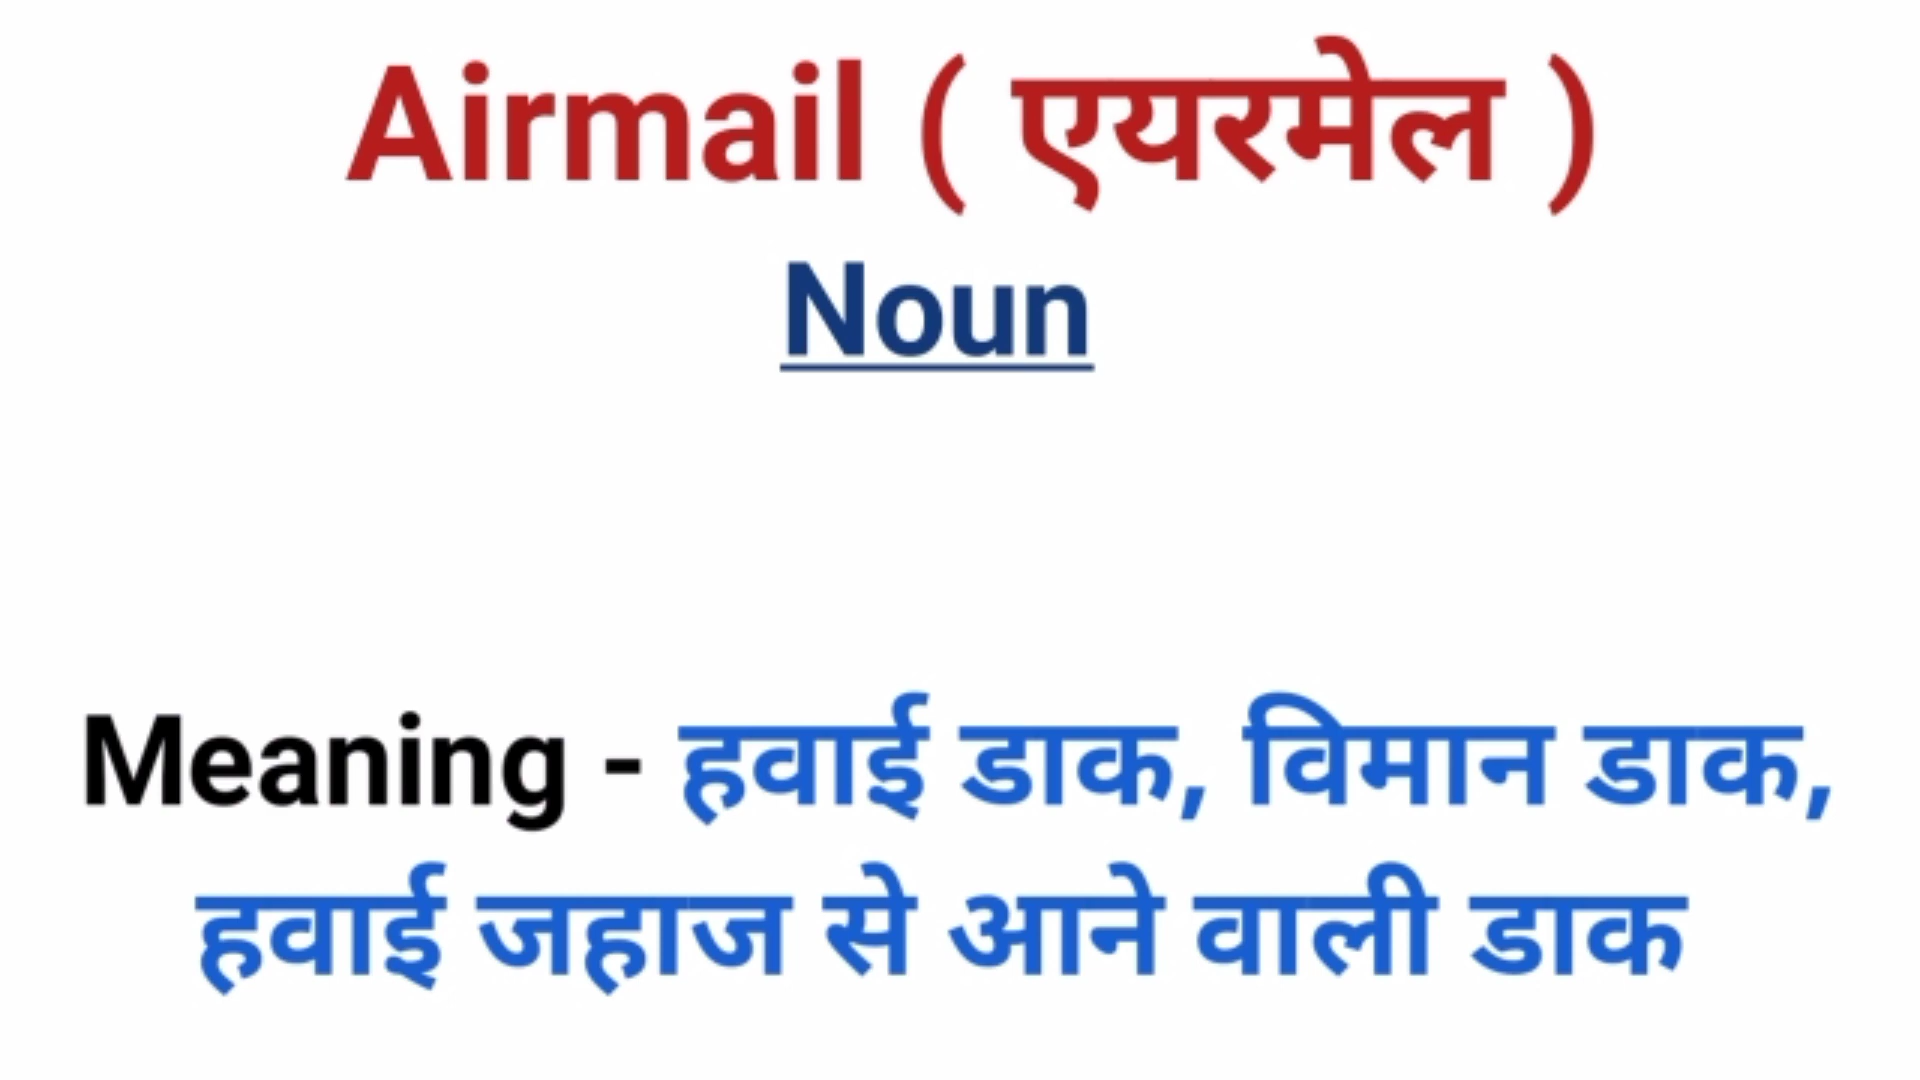 Airmail ( एयरमेल )
Noun
Meaning - हवाई डाक, विमान डाक,
हवाई जहाज से आने वाली डाक